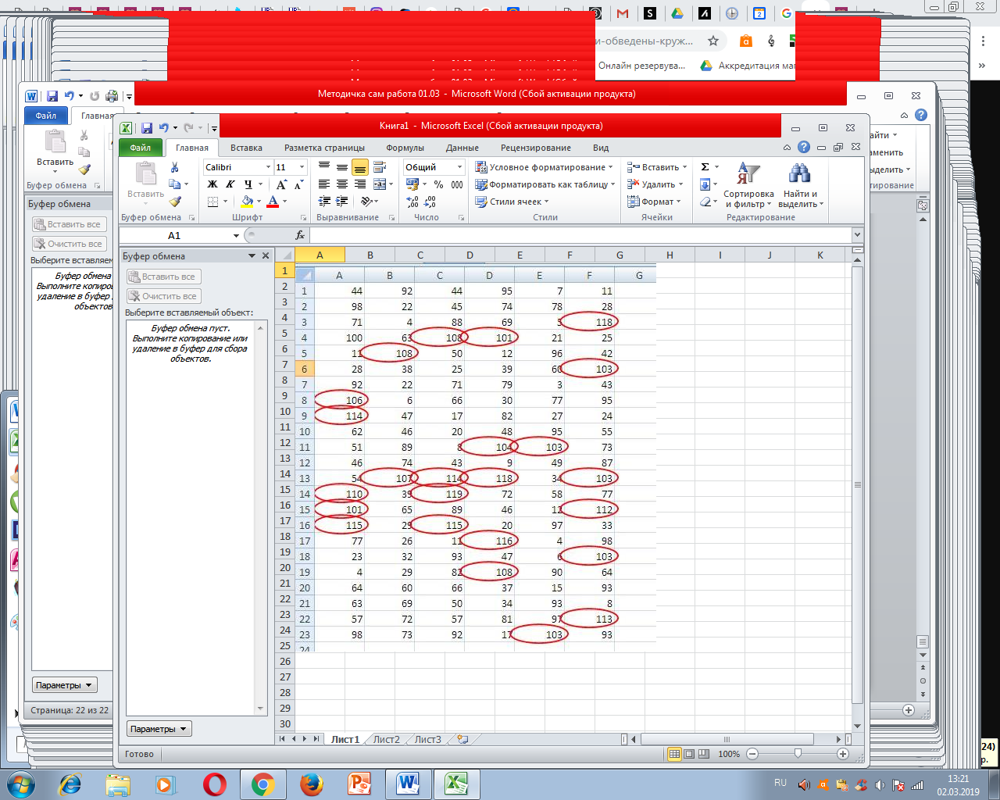 и-обведены-круж...
Онлайн резервува...
Аккредитация маг
»
Методичка сам работа 01.03 - Microsoft Word (Сбой активации продукта)
Файл
Главная
Вставить
Буфер обмена
Книга1 - Microsoft Excel (Сбой активации продукта)
Файл Главная Вставка Разметка страницы Формулы Данные Рецензирование Вид
Вставить
Calibri 11
Ж К Ч
Общий
% 000
Условное форматирование
Форматировать как таблицу
Стили ячеек
Вставить
Удалить
Формат
Σ
Сортировка и фильтр
Найти и выделить
Буфер обмена Шрифт Выравнивание Число Стили Ячейки Редактирование
A1 fx
Буфер обмена
Вставить все
Очистить все
Выберите вставляем
Буфер обмена
Параметры
Страница: 22 из 22
Буфер обмена
Вставить все
Очистить все
Выберите вставляемый объект:
Буфер обмена пуст.
Выполните копирование или
удаление в буфер для сбора
объектов.
Параметры
A B C D E F G H I J K
A B C D E F G
1 44 92 44 95 7 11
2 98 22 45 74 78 28
3 71 4 88 69 118
4 100 63 108 101 21 25
5 11 108 50 12 96 42
6 28 38 25 39 60 103
7 92 22 71 79 3 43
8 106 6 66 30 77 95
9 114 47 17 82 27 24
10 62 46 20 48 95 55
11 51 89 8 104 103 73
12 46 74 43 9 49 87
13 54 107 114 118 34 103
14 110 39 119 72 58 77
15 101 65 89 46 12 112
16 115 29 115 20 97 33
17 77 26 11 116 4 98
18 23 32 93 47 6 103
19 4 29 82 108 90 64
20 64 60 66 37 15 93
21 63 69 50 34 93 8
22 57 72 57 81 97 113
23 98 73 92 17 103 93
24
1
2
3
4
5
6
7
8
9
10
11
12
13
14
15
16
17
18
19
20
21
22
23
24
25
26
27
28
29
30
Лист1 Лист2 Лист3
Готово 100%
RU
13:21
02.03.2019